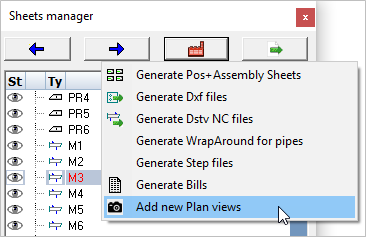 Sheets manager
St Ty
PR4
PR5
PR6
M1
M2
M3
M4
M5
M6
Generate Pos+Assembly Sheets
Generate Dxf files
Generate Dstv NC files
Generate WrapAround for pipes
Generate Step files
Generate Bills
Add new Plan views